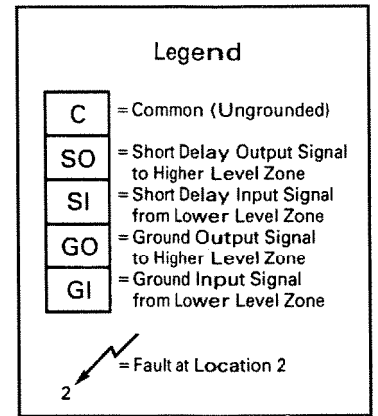 Legend
C = Common (Ungrounded)
SO = Short Delay Output Signal
to Higher Level Zone
SI = Short Delay Input Signal
from Lower Level Zone
GO = Ground Output Signal
to Higher Level Zone
GI = Ground Input Signal
from Lower Level Zone
= Fault at Location 2
2